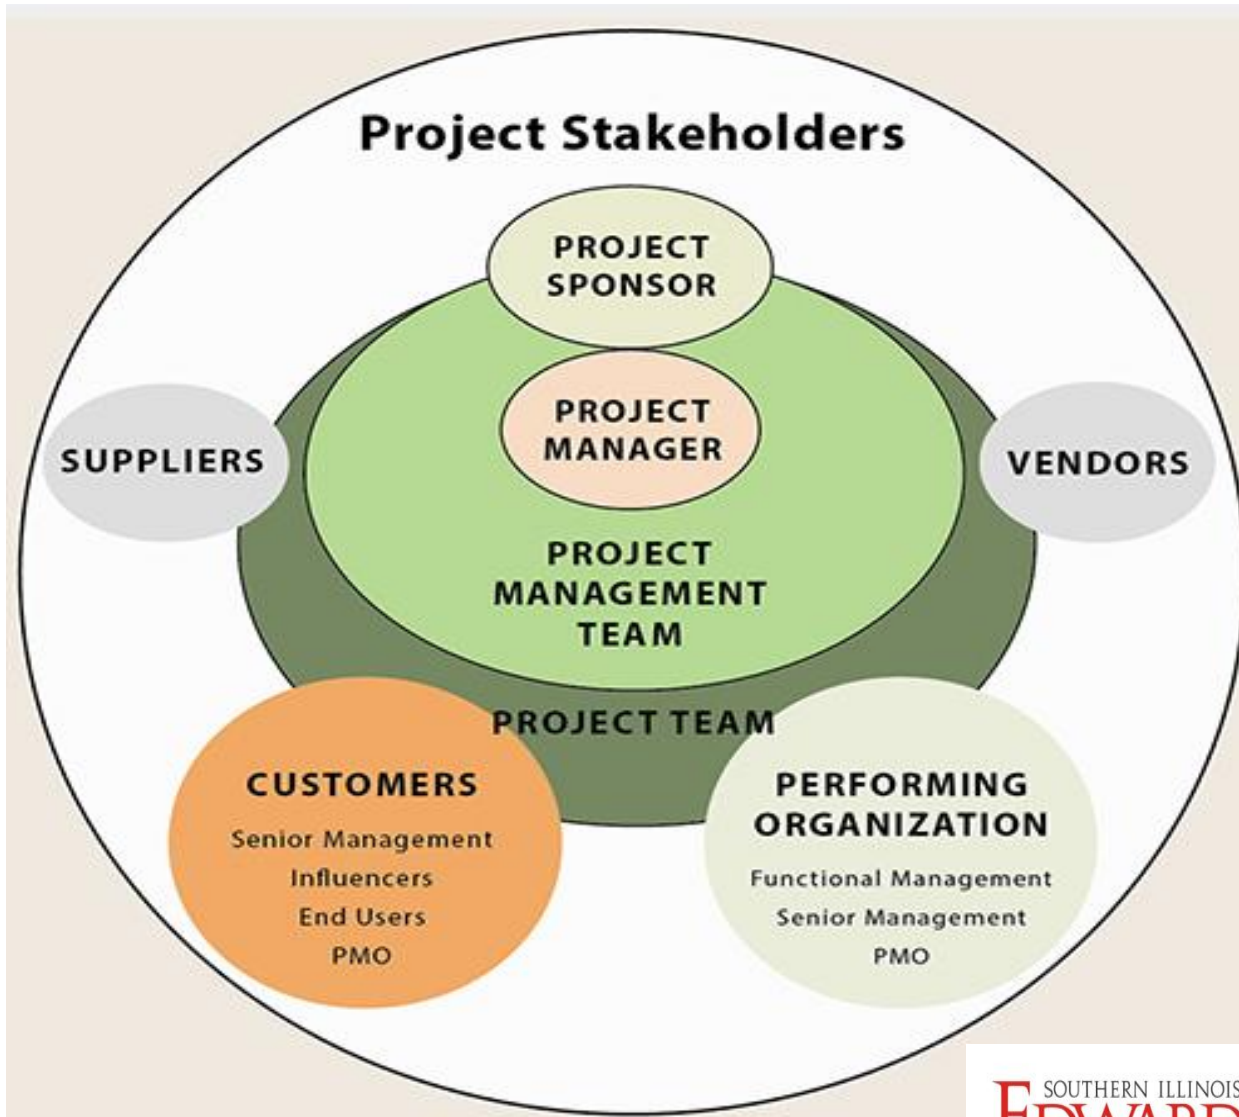 Project Stakeholders
PROJECT
SPONSOR
PROJECT
MANAGER
SUPPLIERS
VENDORS
PROJECT
MANAGEMENT
TEAM
PROJECT TEAM
CUSTOMERS
Senior Management
Influencers
End Users
PMO
PERFORMING
ORGANIZATION
Functional Management
Senior Management
PMO
SOUTHERN ILLINOIS